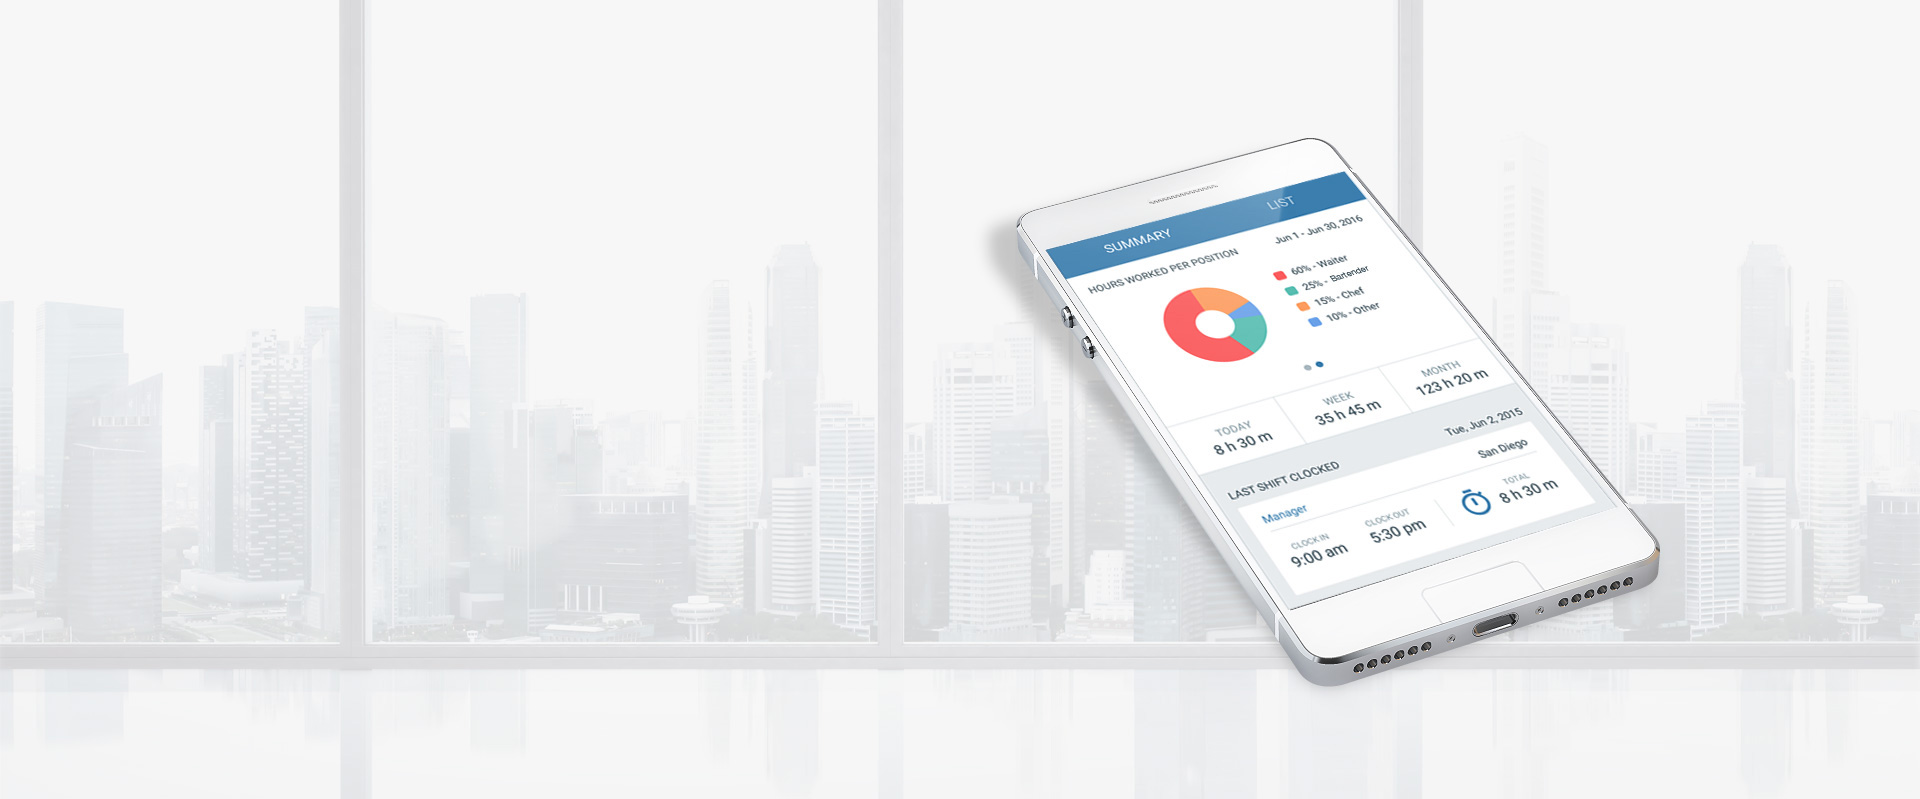 SUMMARY LIST
HOURS WORKED PER POSITION
Jun 1 - Jun 30, 2016
60% - Waiter
25% - Bartender
15% - Chef
10% - Other
TODAY
8 h 30 m
WEEK
35 h 45 m
MONTH
123 h 20 m
LAST SHIFT CLOCKED
Tue, Jun 2, 2015
Manager
San Diego
CLOCK IN
9:00 am
CLOCK OUT
5:30 pm
TOTAL
8 h 30 m